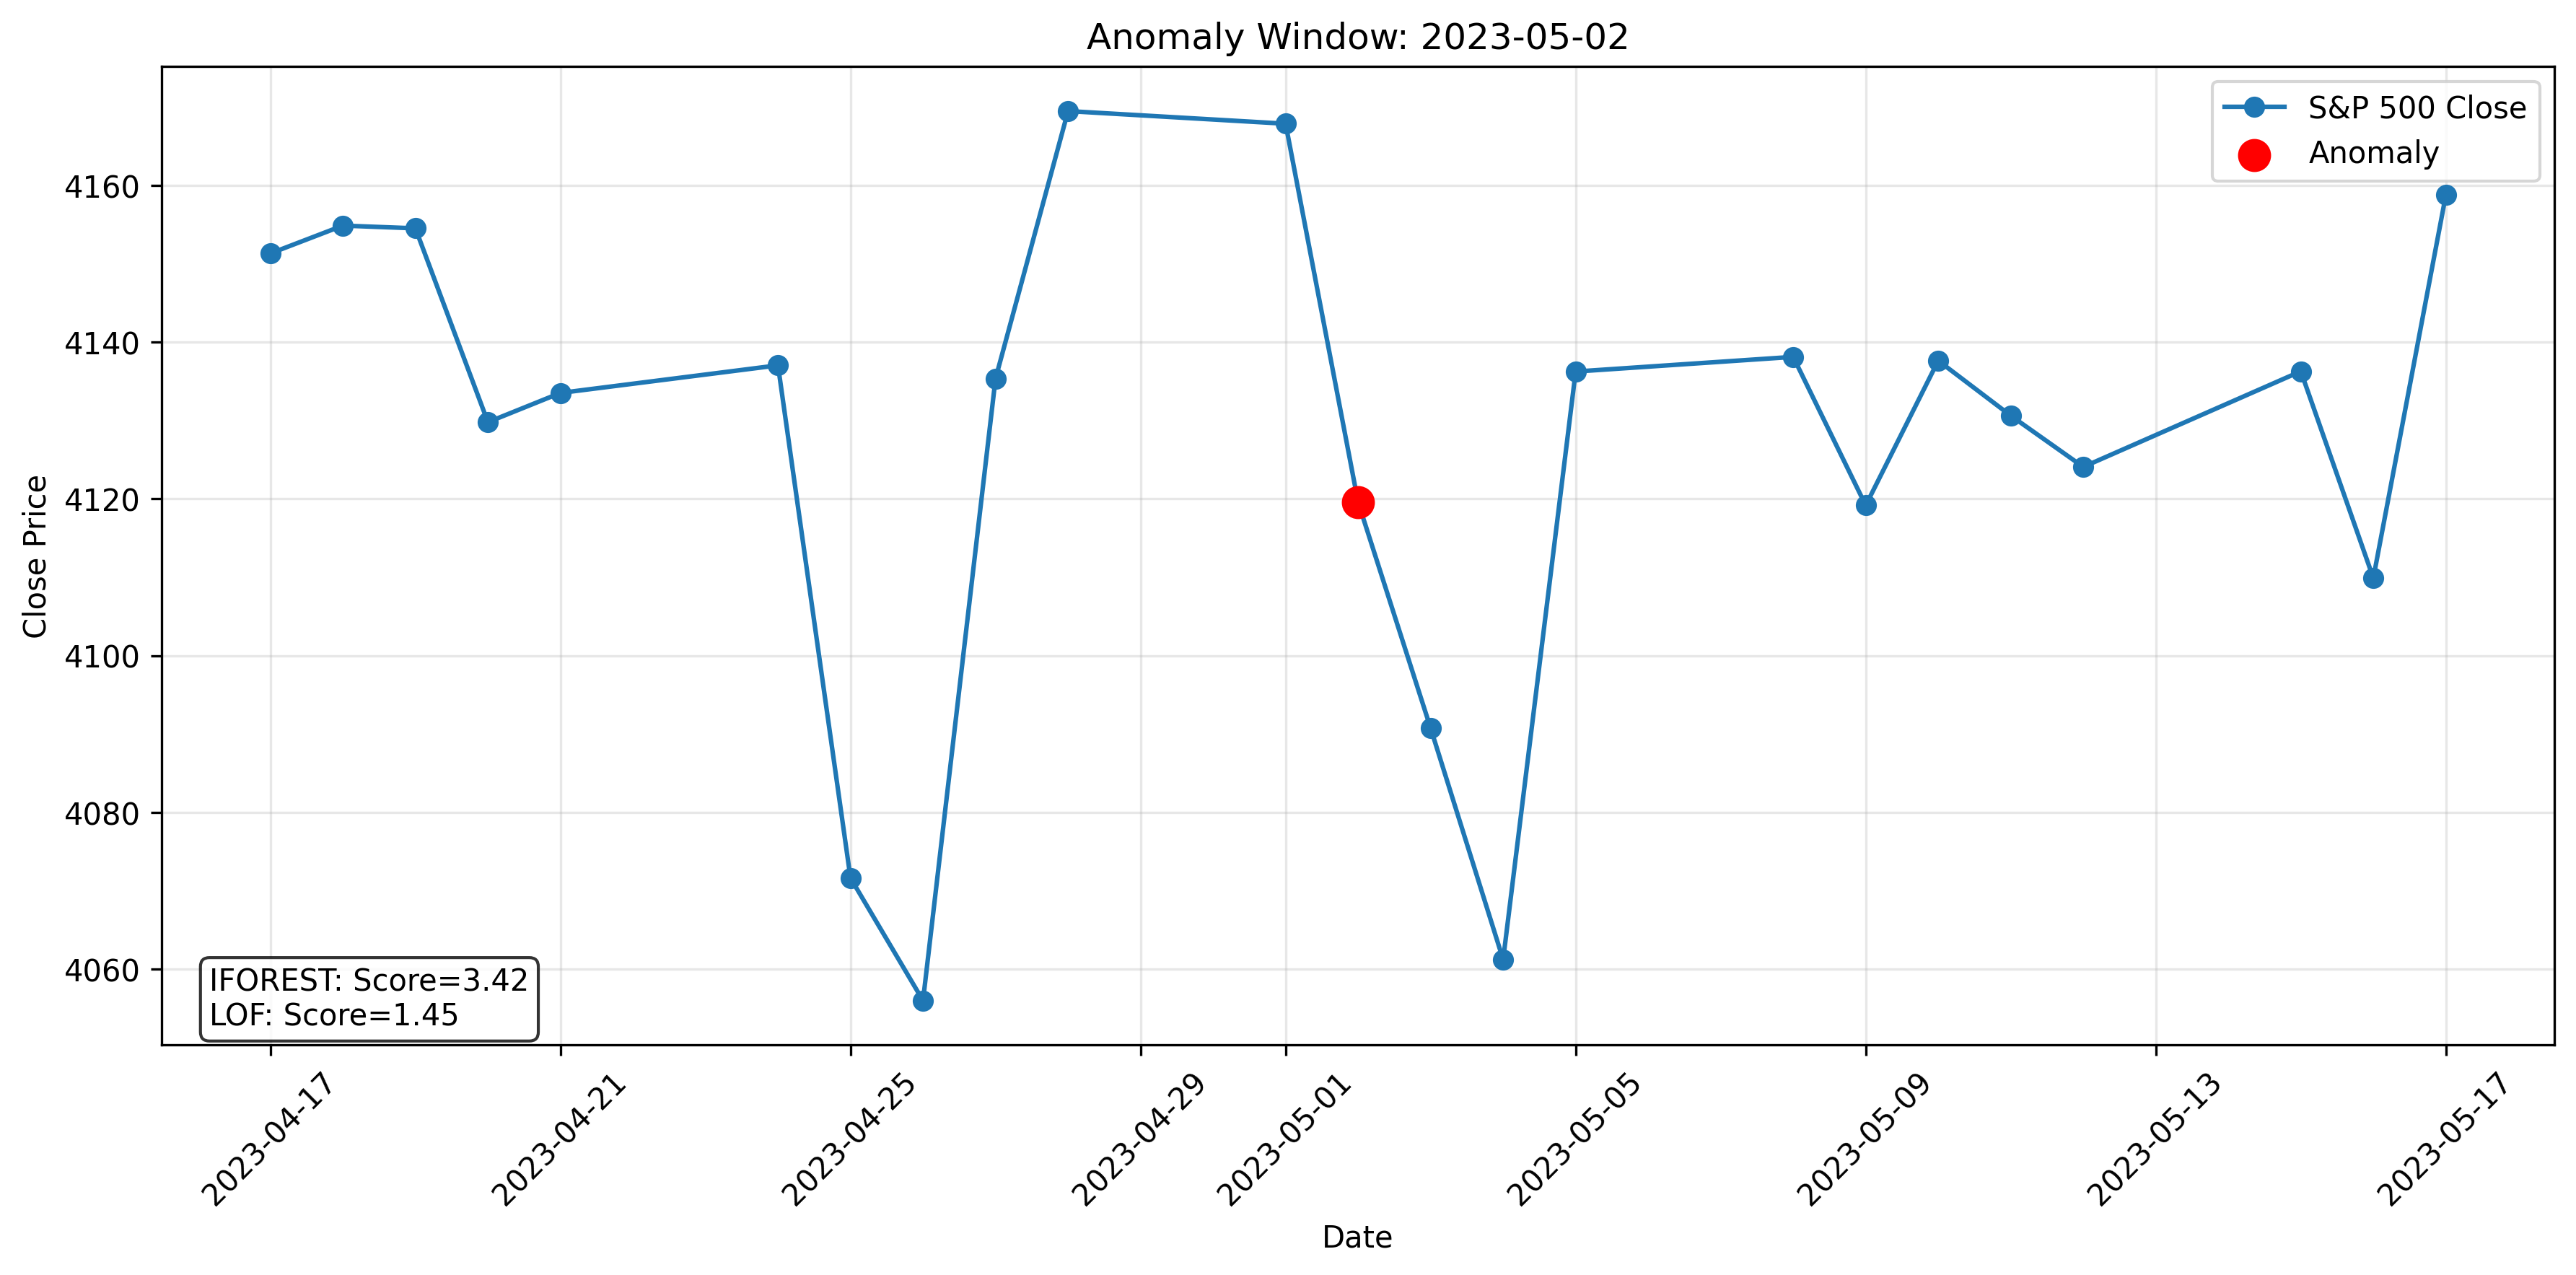 Anomaly Window: 2023-05-02
S&P 500 Close
Anomaly
Close Price
4160
4140
4120
4100
4080
4060
IFOREST: Score=3.42
LOF: Score=1.45
2023-04-17
2023-04-21
2023-04-25
2023-04-29
2023-05-01
2023-05-05
2023-05-09
2023-05-13
2023-05-17
Date